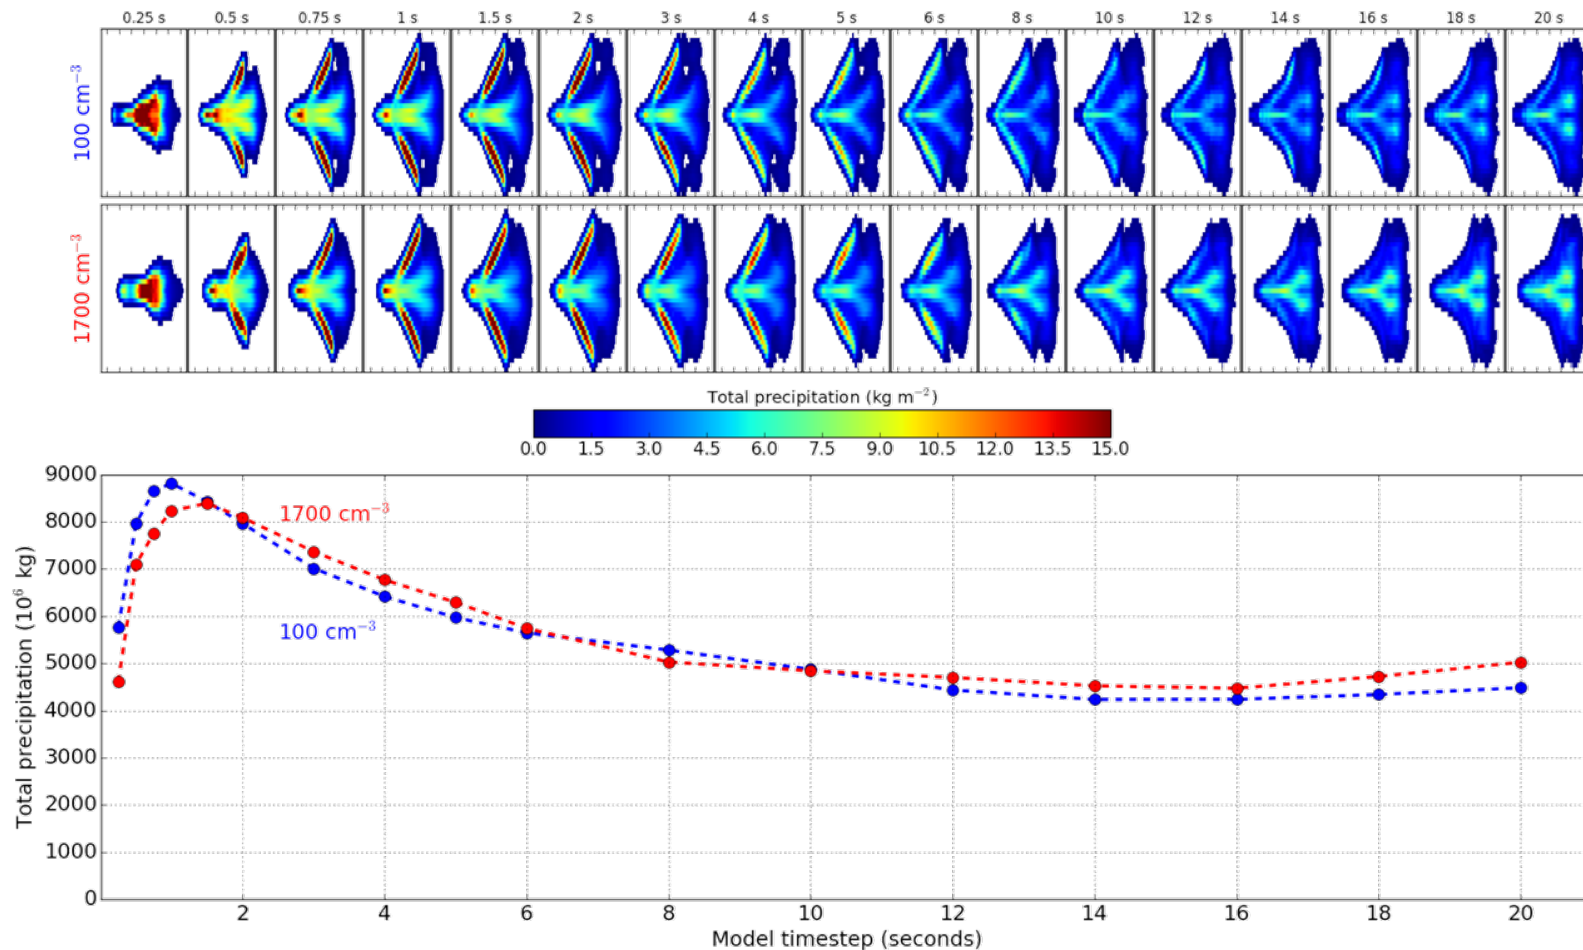 0.25 s 0.5 s 0.75 s 1 s 1.5 s 2 s 3 s 4 s 5 s 6 s 8 s 10 s 12 s 14 s 16 s 18 s 20 s
100 cm⁻³
1700 cm⁻³
Total precipitation (kg m⁻²)
0.0 1.5 3.0 4.5 6.0 7.5 9.0 10.5 12.0 13.5 15.0
Total precipitation (10⁶ kg)
9000
8000
7000
6000
5000
4000
3000
2000
1000
0
1700 cm⁻³
100 cm⁻³
2 4 6 8 10 12 14 16 18 20
Model timestep (seconds)